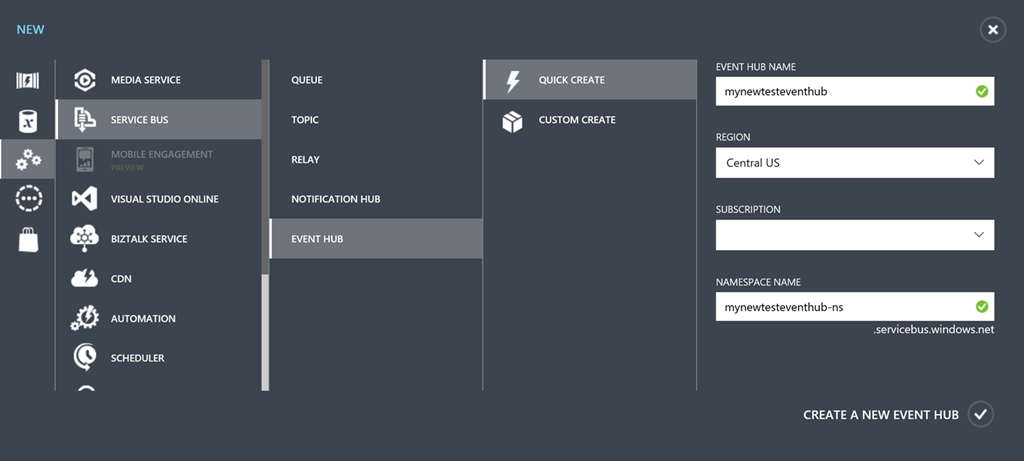 NEW
MEDIA SERVICE
SERVICE BUS
MOBILE ENGAGEMENT
PREVIEW
VISUAL STUDIO ONLINE
BIZTALK SERVICE
CDN
AUTOMATION
SCHEDULER
QUEUE
TOPIC
RELAY
NOTIFICATION HUB
EVENT HUB
QUICK CREATE
CUSTOM CREATE
EVENT HUB NAME
mynewtesteventhub
REGION
Central US
SUBSCRIPTION
NAMESPACE NAME
mynewtesteventhub-ns
.servicebus.windows.net
CREATE A NEW EVENT HUB